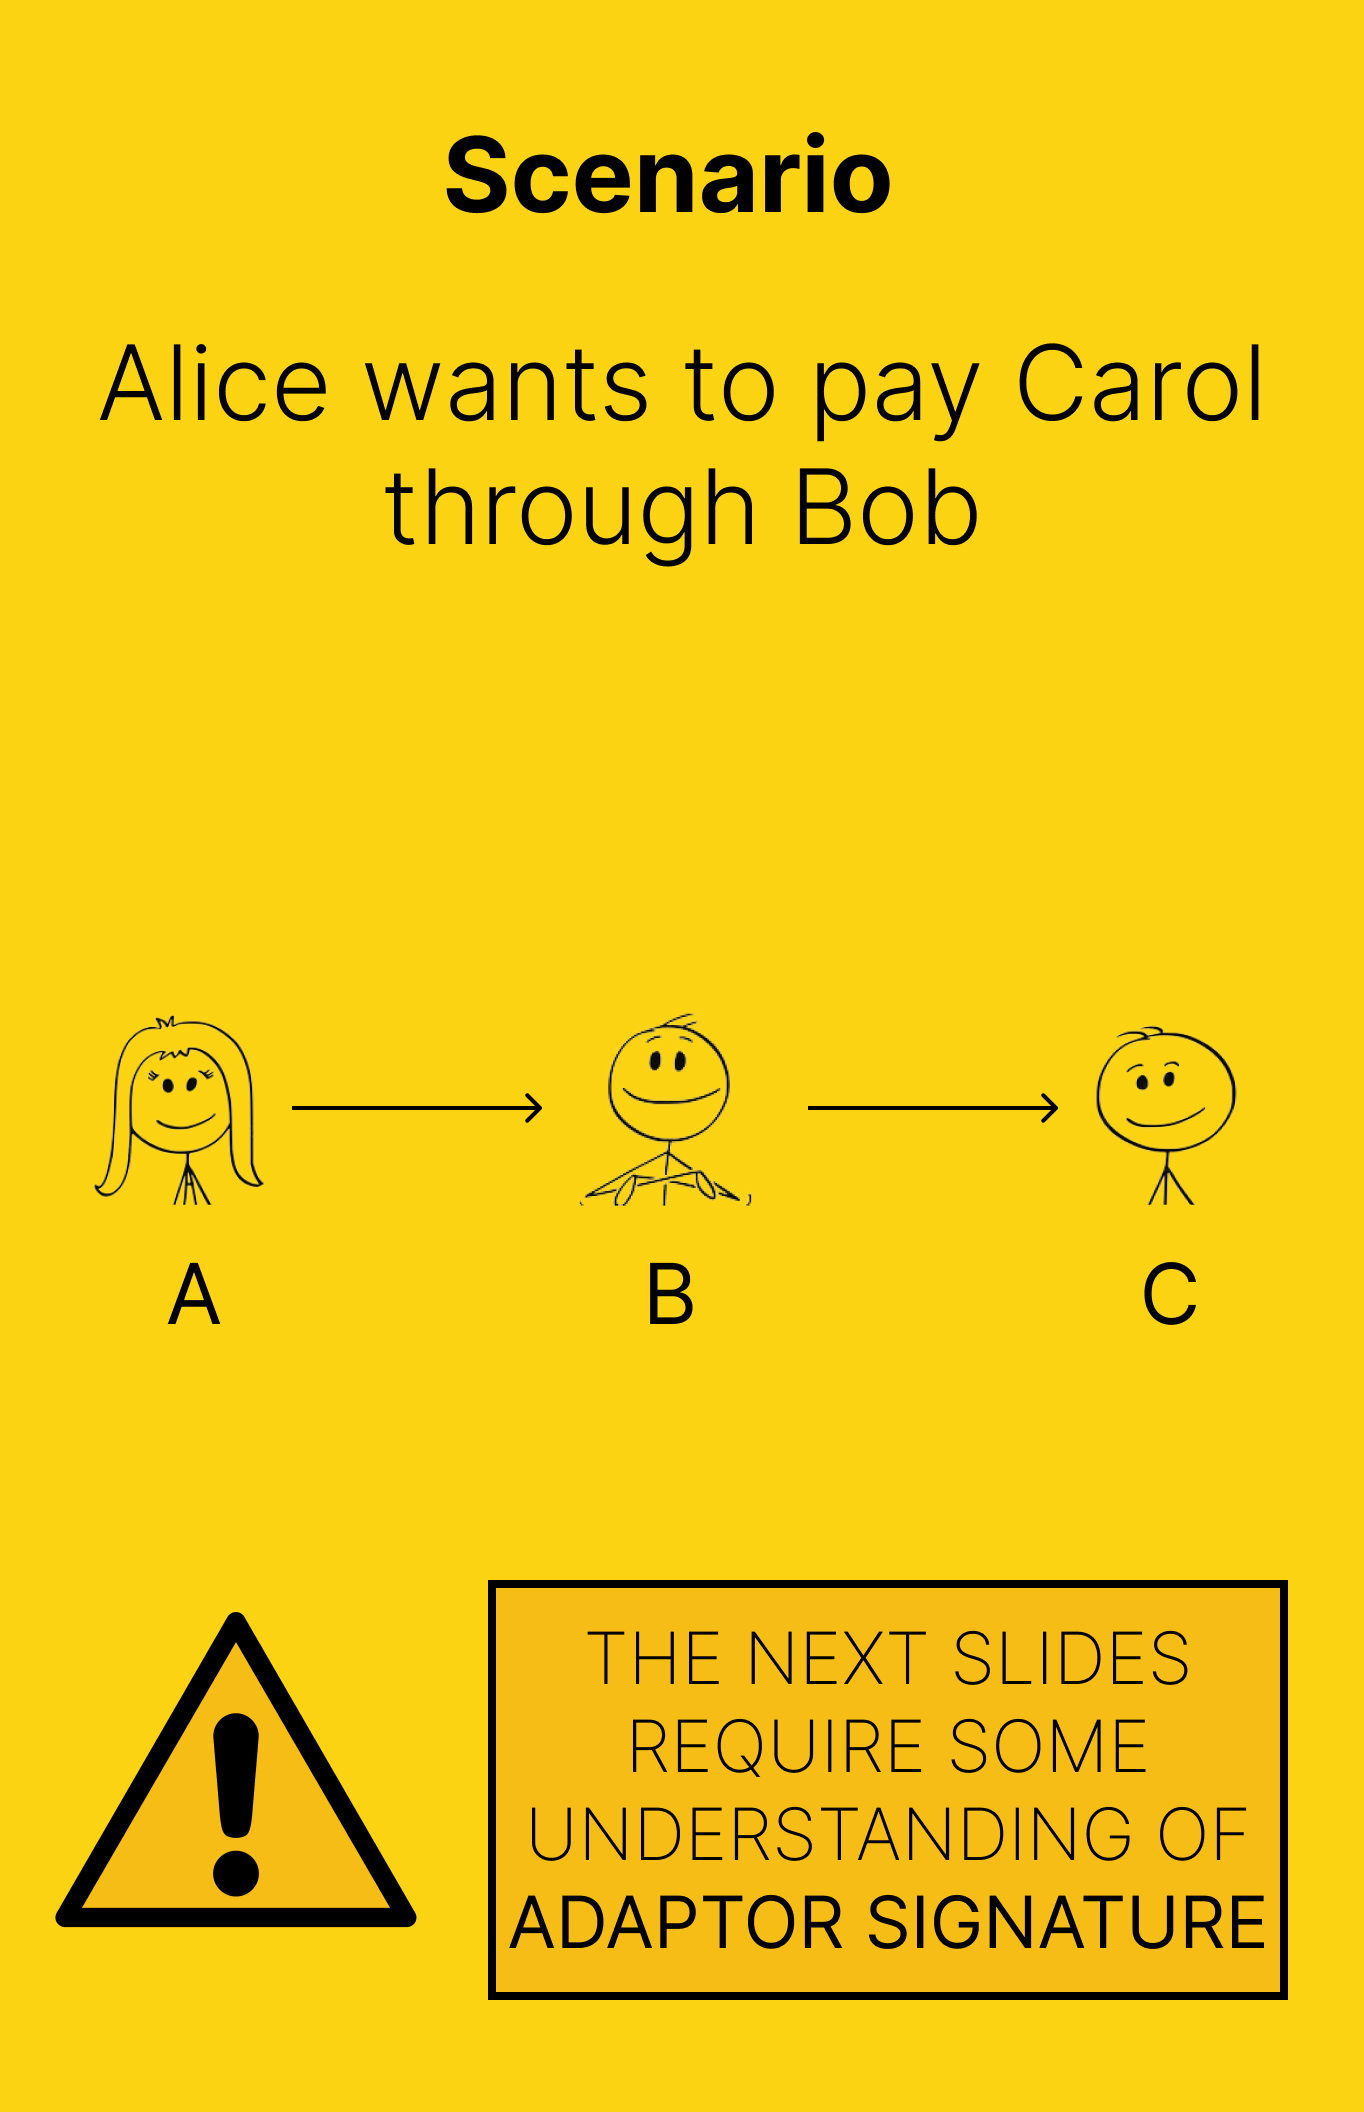 Scenario
Alice wants to pay Carol
through Bob
A
B
C
THE NEXT SLIDES
REQUIRE SOME
UNDERSTANDING OF
ADAPTOR SIGNATURE